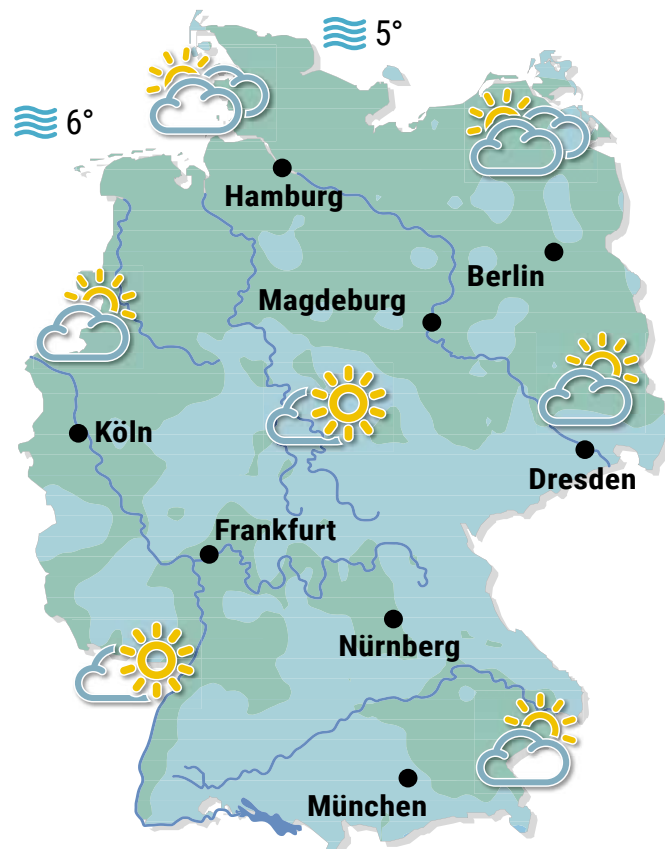 5°
6°
Hamburg
Berlin
Magdeburg
Köln
Dresden
Frankfurt
Nürnberg
München